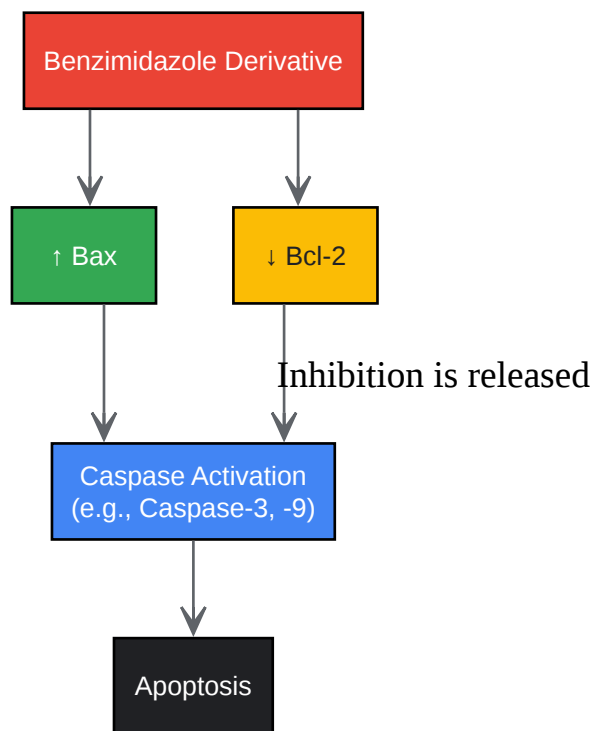 Benzimidazole Derivative
↑ Bax
↓ Bcl-2
Inhibition is released
Caspase Activation
(e.g., Caspase-3, -9)
Apoptosis